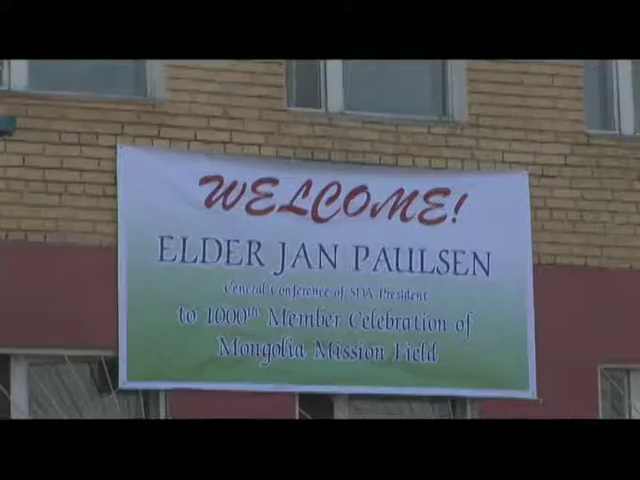 WELCOME!
ELDER JAN PAULSEN
General Conference of SDA President
to 1000th Member Celebration of
Mongolia Mission Field